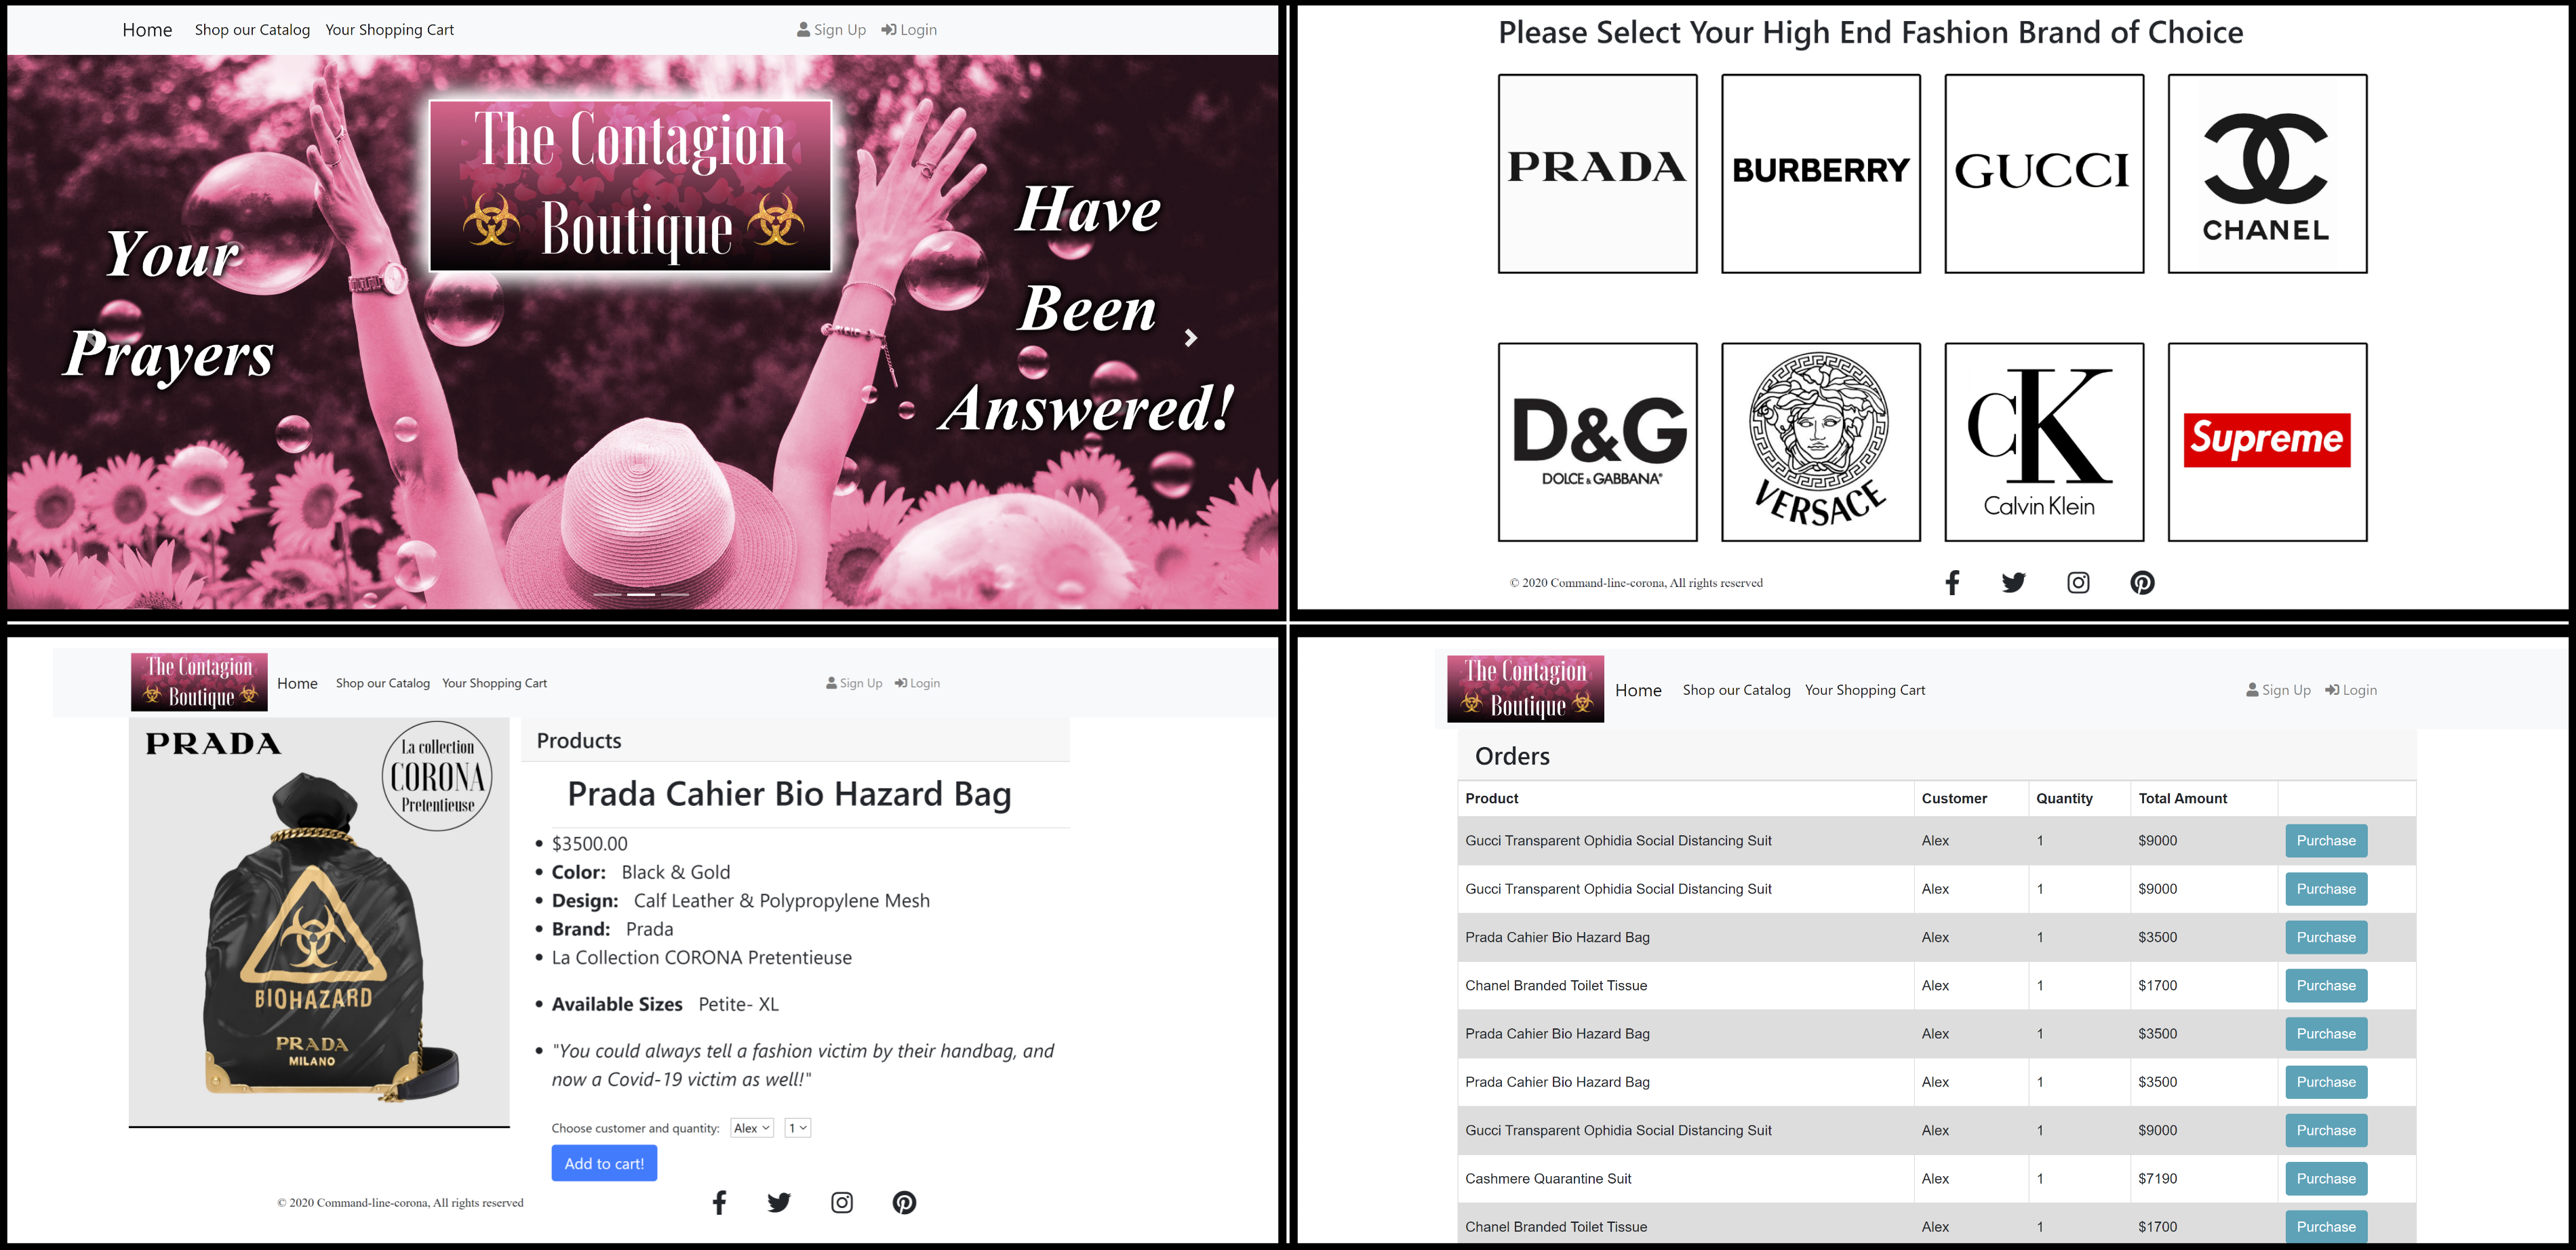 Home Shop our Catalog Your Shopping Cart Sign Up Login
The Contagion
Boutique
Your
Prayers
Have
Been
Answered!
Please Select Your High End Fashion Brand of Choice
PRADA BURBERRY GUCCI CHANEL
D&G
DOLCE & GABBANA®
VERSACE
CK
Calvin Klein
Supreme
© 2020 Command-line-corona, All rights reserved
The Contagion
Boutique
Home Shop our Catalog Your Shopping Cart Sign Up Login
PRADA
La collection
CORONA
Pretentieuse
BIOHAZARD
PRADA
MILANO
Products
Prada Cahier Bio Hazard Bag
$3500.00
Color: Black & Gold
Design: Calf Leather & Polypropylene Mesh
Brand: Prada
La Collection CORONA Pretentieuse
Available Sizes Petite- XL
"You could always tell a fashion victim by their handbag, and
now a Covid-19 victim as well!"
Choose customer and quantity: Alex 1
Add to cart!
© 2020 Command-line-corona, All rights reserved
The Contagion
Boutique
Home Shop our Catalog Your Shopping Cart Sign Up Login
Orders
Product Customer Quantity Total Amount
Gucci Transparent Ophidia Social Distancing Suit Alex 1 $9000 Purchase
Gucci Transparent Ophidia Social Distancing Suit Alex 1 $9000 Purchase
Prada Cahier Bio Hazard Bag Alex 1 $3500 Purchase
Chanel Branded Toilet Tissue Alex 1 $1700 Purchase
Prada Cahier Bio Hazard Bag Alex 1 $3500 Purchase
Prada Cahier Bio Hazard Bag Alex 1 $3500 Purchase
Gucci Transparent Ophidia Social Distancing Suit Alex 1 $9000 Purchase
Cashmere Quarantine Suit Alex 1 $7190 Purchase
Chanel Branded Toilet Tissue Alex 1 $1700 Purchase